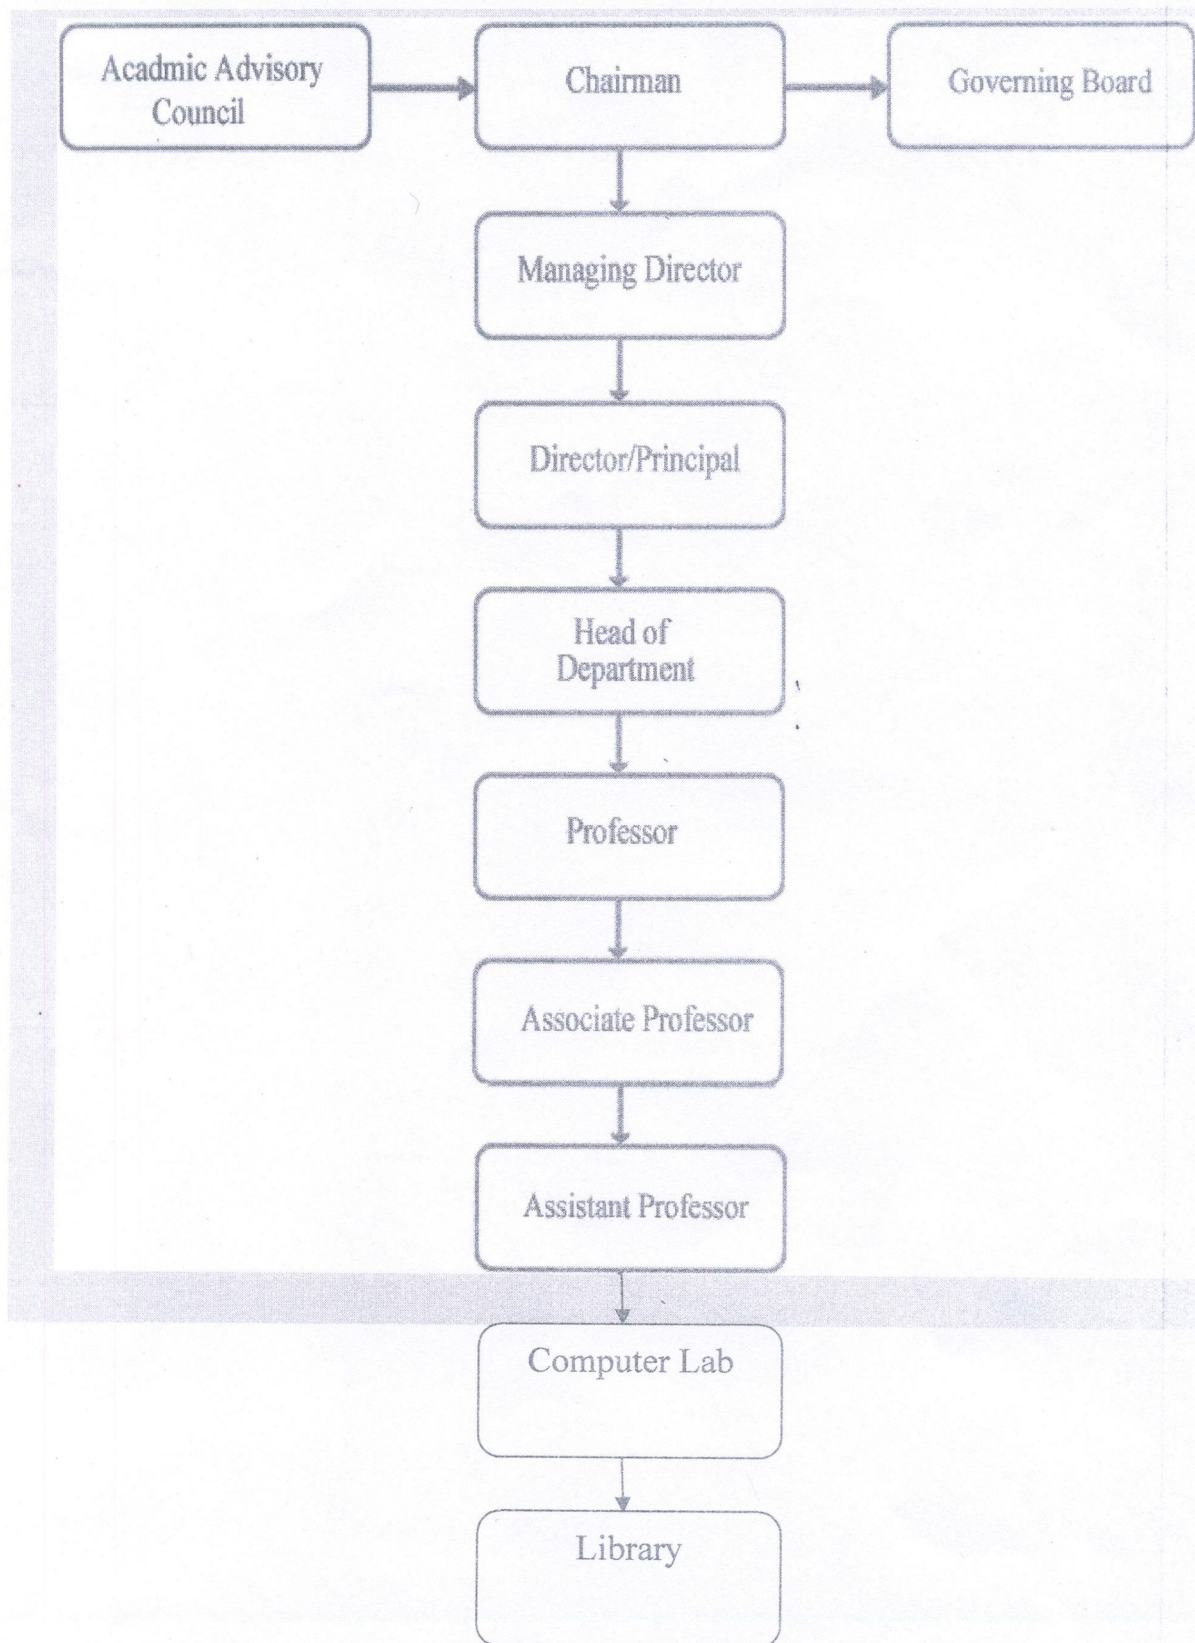 Acadmic Advisory
Council
Chairman
Governing Board
Managing Director
Director/Principal
Head of
Department
Professor
Associate Professor
Assistant Professor
Computer Lab
Library